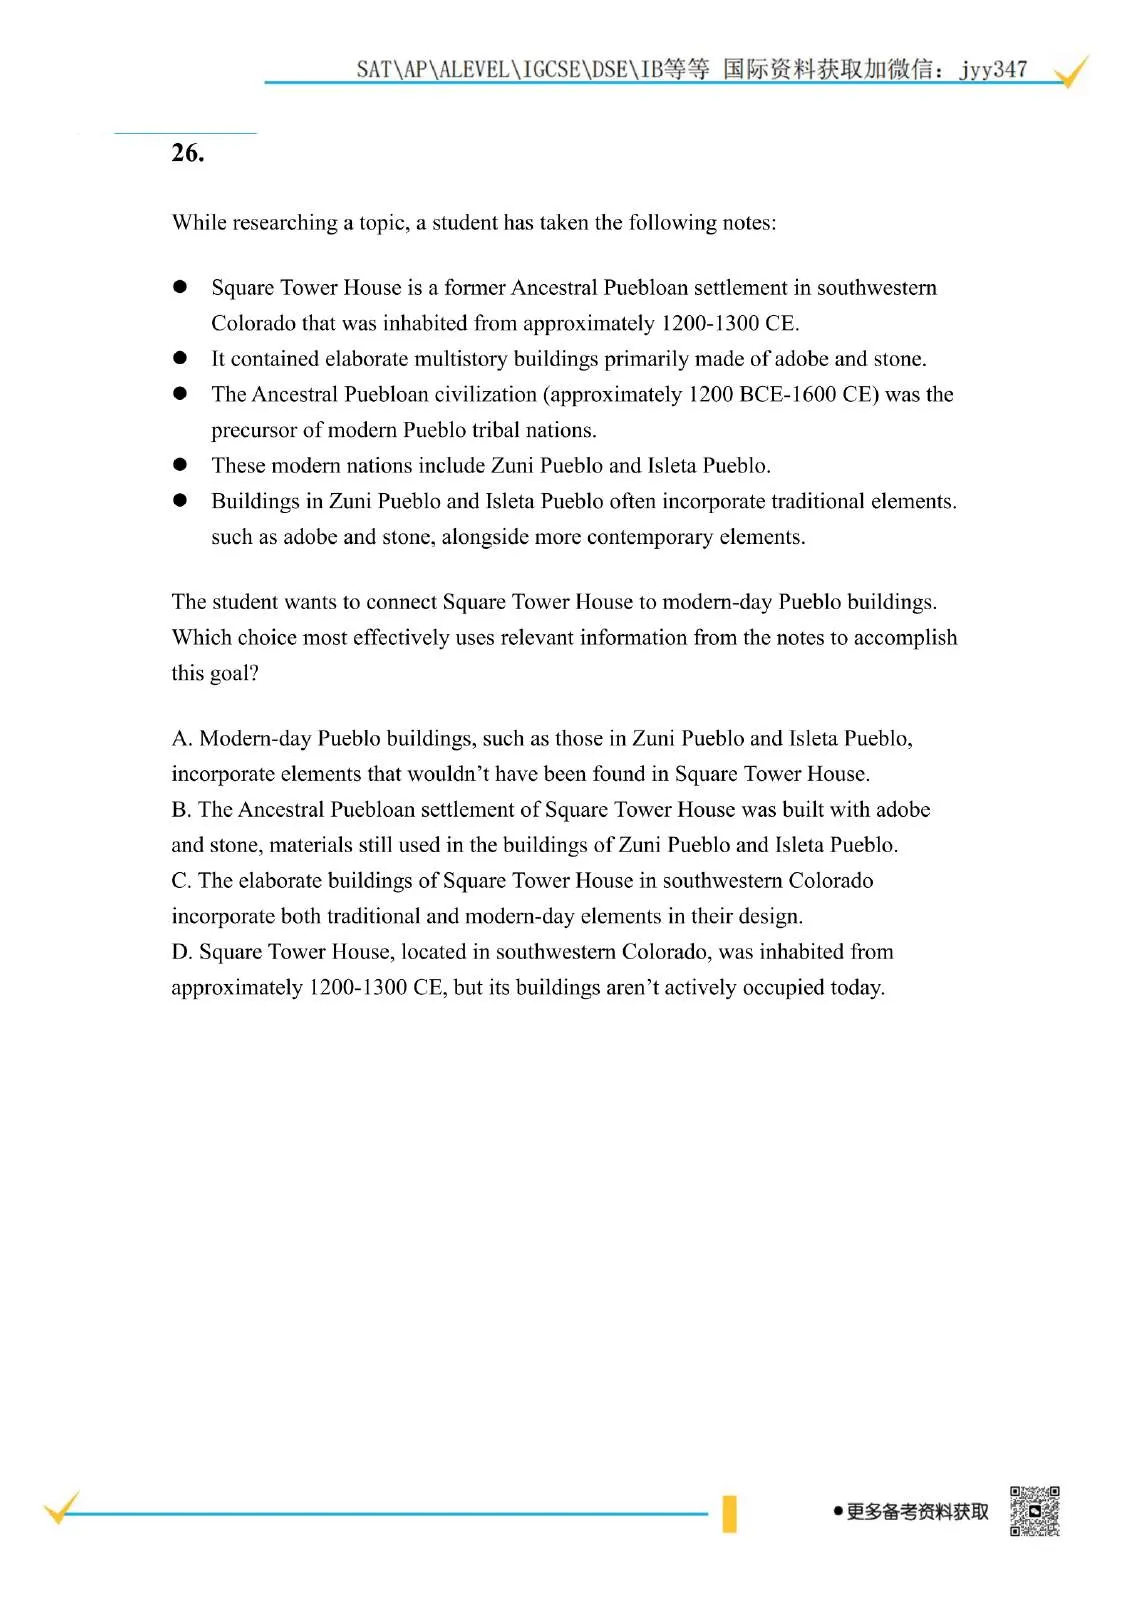 SAT\AP\ALEVEL\IGCSE\DSE\IB等等 国际资料获取加微信：jyy347
26.
While researching a topic, a student has taken the following notes:
● Square Tower House is a former Ancestral Puebloan settlement in southwestern
Colorado that was inhabited from approximately 1200-1300 CE.
● It contained elaborate multistory buildings primarily made of adobe and stone.
● The Ancestral Puebloan civilization (approximately 1200 BCE-1600 CE) was the
precursor of modern Pueblo tribal nations.
● These modern nations include Zuni Pueblo and Isleta Pueblo.
● Buildings in Zuni Pueblo and Isleta Pueblo often incorporate traditional elements.
such as adobe and stone, alongside more contemporary elements.
The student wants to connect Square Tower House to modern-day Pueblo buildings.
Which choice most effectively uses relevant information from the notes to accomplish
this goal?
A. Modern-day Pueblo buildings, such as those in Zuni Pueblo and Isleta Pueblo,
incorporate elements that wouldn’t have been found in Square Tower House.
B. The Ancestral Puebloan settlement of Square Tower House was built with adobe
and stone, materials still used in the buildings of Zuni Pueblo and Isleta Pueblo.
C. The elaborate buildings of Square Tower House in southwestern Colorado
incorporate both traditional and modern-day elements in their design.
D. Square Tower House, located in southwestern Colorado, was inhabited from
approximately 1200-1300 CE, but its buildings aren’t actively occupied today.
●更多备考资料获取